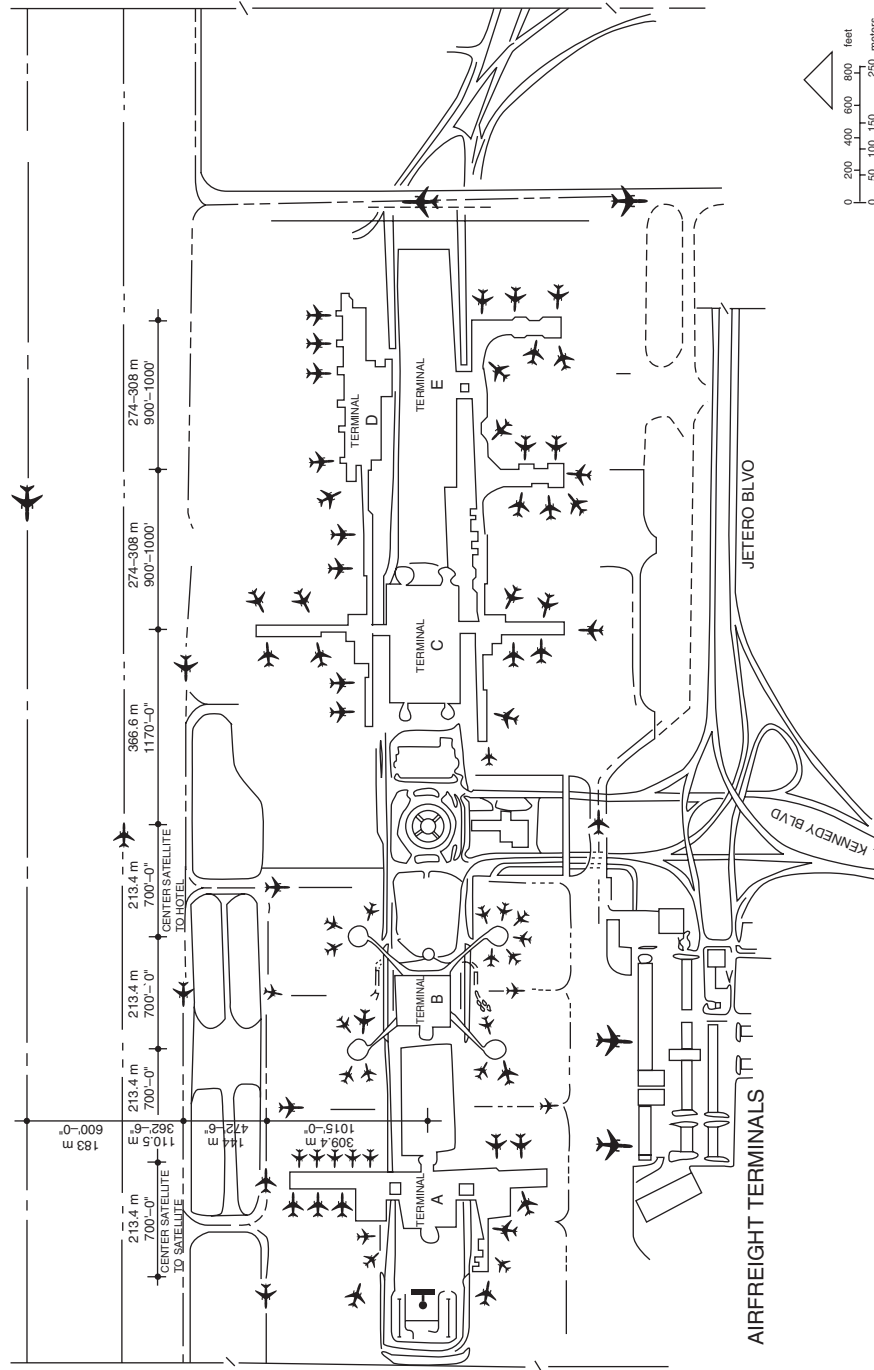 274–308 m
900'–1000'
274–308 m
900'–1000'
366.6 m
1170'–0"
213.4 m
700'–0"
CENTER SATELLITE
TO HOTEL
213.4 m
700'–0"
213.4 m
700'–0"
213.4 m
700'–0"
CENTER SATELLITE
TO SATELLITE
183 m
600'–0"
110.5 m
362'–6"
144 m
472'–6"
309.4 m
1015'–0"
TERMINAL
D
TERMINAL
E
TERMINAL
C
TERMINAL
B
TERMINAL
A
JETERO BLVO
KENNEDY BLVD
AIRFREIGHT TERMINALS
0 200 400 600 800 feet
0 50 100 150 250 meters